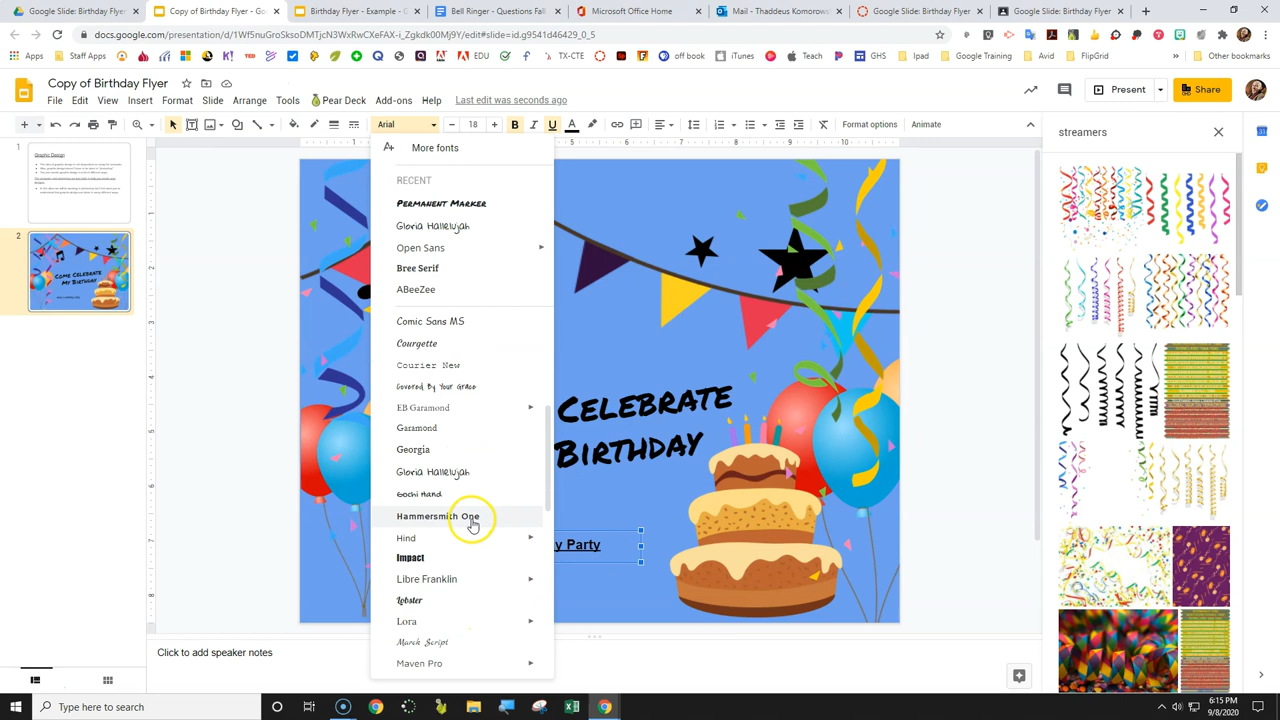 Google Slide: Birthday Flyer
Copy of Birthday Flyer - Go
Birthday Flyer - Example - G
Bell Ringer - Questions Fall
Microsoft Office Home
Mail - Thaddeus Komorows
Google Slide: Birthday Flye
Google Slide: Birthday Flye
docs.google.com/presentation/d/1Wf5nuGroSksoDMTjcN3WxRwCXeFAX-i_Zgkdk00Mj9Y/edit#slide=id.g9541d46429_0_5
Apps
Staff Apps
TED
EDU
TX-CTE
off book
iTunes
Teach
GHS
Ipad
Google Training
Avid
FlipGrid
Other bookmarks
Copy of Birthday Flyer
File Edit View Insert Format Slide Arrange Tools Pear Deck Add-ons Help Last edit was seconds ago
Present
Share
Arial
18
Format options
Animate
More fonts
RECENT
Permanent Marker
Gloria Hallelujah
Open Sans
Bree Serif
ABeeZee
Comic Sans MS
Courgette
Courier New
Covered By Your Grace
EB Garamond
Garamond
Georgia
Gloria Hallelujah
Gochi Hand
Hammersmith One
Hind
Impact
Libre Franklin
Lobster
Lora
Marck Script
Maven Pro
1
Graphic Design
2
Come Celebrate
My Birthday
Celebrate
Birthday
y Party
streamers
Click to add speaker notes
Type here to search
6:15 PM
9/8/2020